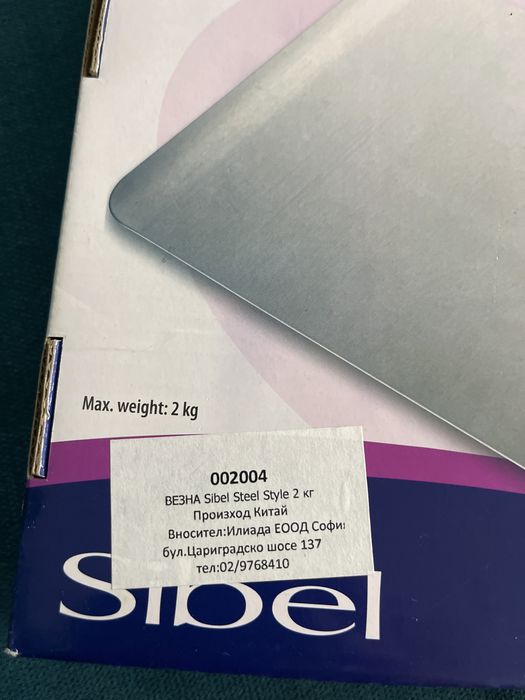 Max. weight: 2 kg
002004
ВЕЗНА Sibel Steel Style 2 кг
Произход Китай
Вносител:Илиада ЕООД Софи
бул.Цариградско шосе 137
тел:02/9768410
Sibel